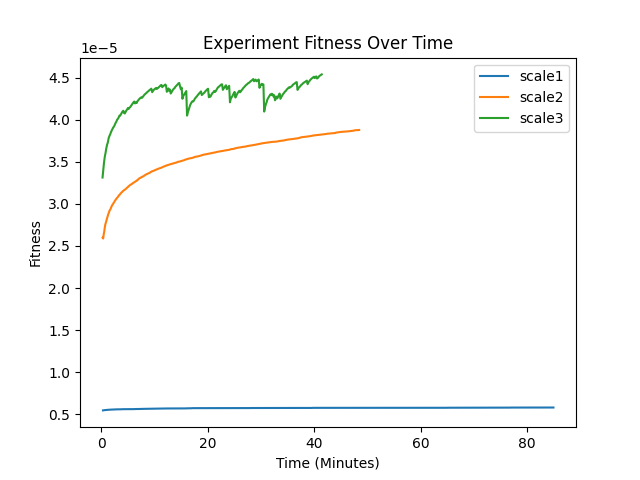 Experiment Fitness Over Time
1e−5
4.5
4.0
3.5
3.0
2.5
2.0
1.5
1.0
0.5
Fitness
scale1
scale2
scale3
0 20 40 60 80
Time (Minutes)